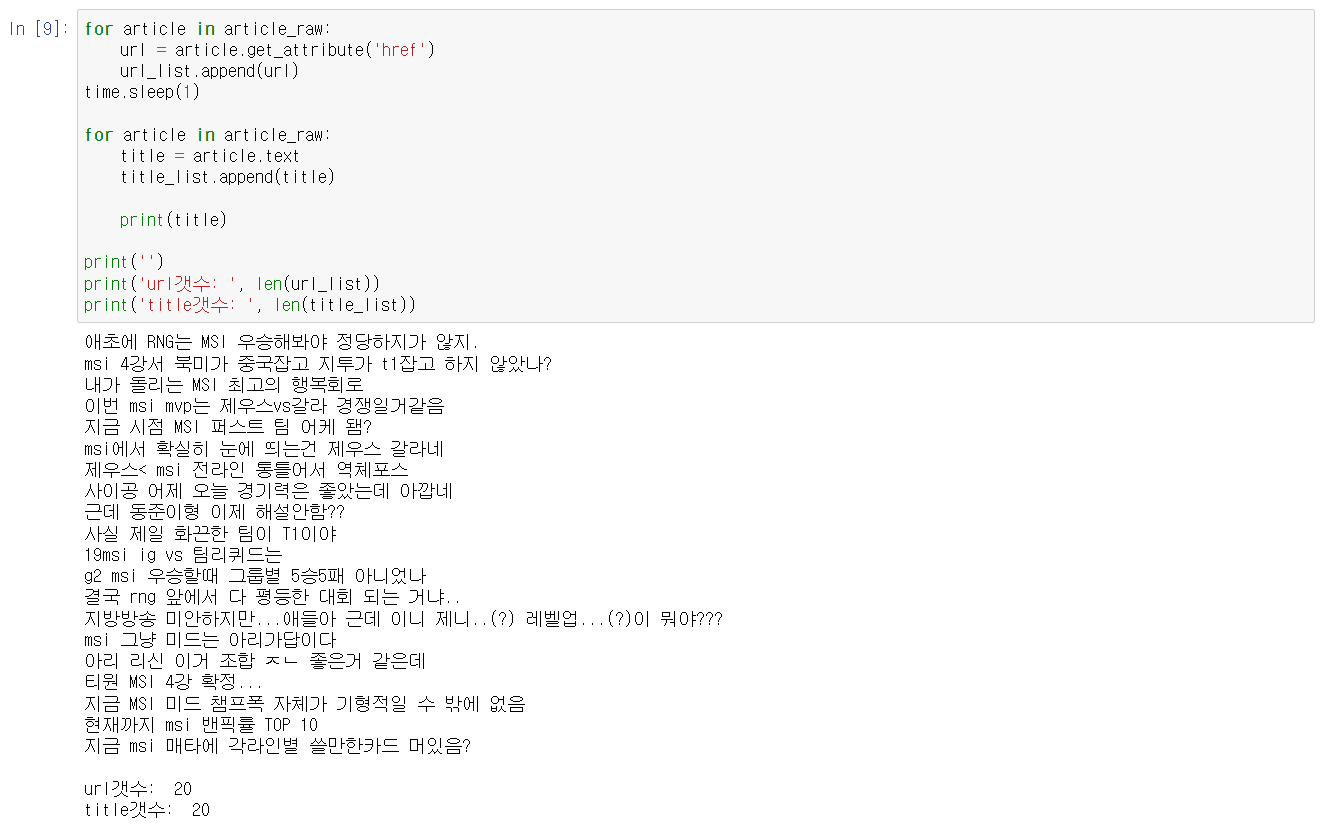 In [9]:
for article in article_raw:
    url = article.get_attribute('href')
    url_list.append(url)
time.sleep(1)
for article in article_raw:
    title = article.text
    title_list.append(title)
    print(title)
print('')
print('url갯수: ', len(url_list))
print('title갯수: ', len(title_list))
애초에 RNG는 MSI 우승해봐야 정당하지가 않지.
msi 4강서 북미가 중국잡고 지투가 t1잡고 하지 않았나?
내가 돌리는 MSI 최고의 행복회로
이번 msi mvp는 제우스vs갈라 경쟁일거같음
지금 시점 MSI 퍼스트 팀 어케 됌?
msi에서 확실히 눈에 띄는건 제우스 갈라네
제우스< msi 전라인 통틀어서 역체포스
사이공 어제 오늘 경기력은 좋았는데 아깝네
근데 동준이형 이제 해설안함??
사실 제일 화끈한 팀이 T1이야
19msi ig vs 팀리퀴드는
g2 msi 우승할때 그룹별 5승5패 아니었나
결국 rng 앞에서 다 평등한 대회 되는 거냐..
지방방송 미안하지만...애들아 근데 이니 제니..(?) 레벨업...(?)이 뭐야???
msi 그냥 미드는 아리가답이다
아리 리신 이거 조합 ㅈㄴ 좋은거 같은데
티원 MSI 4강 확정...
지금 MSI 미드 챔프폭 자체가 기형적일 수 밖에 없음
현재까지 msi 밴픽률 TOP 10
지금 msi 매타에 각라인별 쓸만한카드 머있음?
url갯수:  20
title갯수:  20